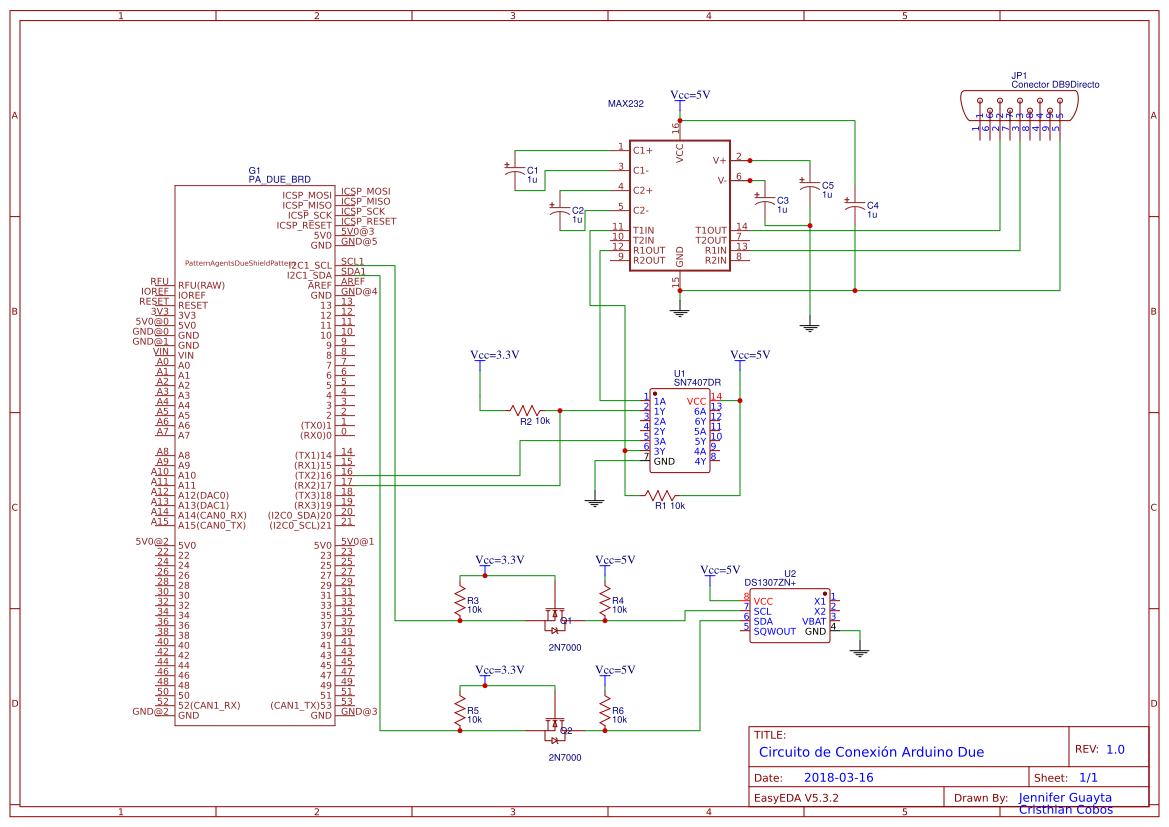 1 2 3 4 5
A A
B B
C C
D D
1 2 3 4 5
JP1
Conector DB9Directo
1 6 2 7 3 8 4 9 5
1 6 2 7 3 8 4 9 5
Vcc=5V
MAX232
16
VCC
1 C1+
3 C1-
4 C2+
5 C2-
11 T1IN
10 T2IN
12 R1OUT
9 R2OUT
V+ 2
V- 6
T1OUT 14
T2OUT 7
R1IN 13
R2IN 8
GND
15
+ C1
1u
+ C2
1u
+ C3
1u
+ C5
1u
+ C4
1u
G1
PA_DUE_BRD
ICSP_MOSI ICSP_MOSI
ICSP_MISO ICSP_MISO
ICSP_SCK ICSP_SCK
ICSP_RESET ICSP_RESET
5V0 5V0@3
GND GND@5
PatternAgentsDueShieldPattern
I2C1_SCL SCL1
I2C1_SDA SDA1
RFU RFU(RAW) AREF AREF
IOREF IOREF GND GND@4
RESET RESET 13 13
3V3 3V3 12 12
5V0@0 5V0 11 11
GND@0 GND 10 10
GND@1 GND 9 9
VIN VIN 8 8
A0 A0 7 7
A1 A1 6 6
A2 A2 5 5
A3 A3 4 4
A4 A4 3 3
A5 A5 2 2
A6 A6 (TX0)1 1
A7 A7 (RX0)0 0
A8 A8 (TX1)14 14
A9 A9 (RX1)15 15
A10 A10 (TX2)16 16
A11 A11 (RX2)17 17
A12 A12(DAC0) (TX3)18 18
A13 A13(DAC1) (RX3)19 19
A14 A14(CAN0_RX) (I2C0_SDA)20 20
A15 A15(CAN0_TX) (I2C0_SCL)21 21
5V0@2 5V0 5V0 5V0@1
22 22 23 23
24 24 25 25
26 26 27 27
28 28 29 29
30 30 31 31
32 32 33 33
34 34 35 35
36 36 37 37
38 38 39 39
40 40 41 41
42 42 43 43
44 44 45 45
46 46 47 47
48 48 49 49
50 50 51 51
52 52(CAN1_RX) (CAN1_TX)53 53
GND@2 GND GND GND@3
Vcc=3.3V
Vcc=5V
R2 10k
U1
SN7407DR
1 1A VCC 14
2 1Y 6A 13
3 2A 6Y 12
4 2Y 5A 11
5 3A 5Y 10
6 3Y 4A 9
7 GND 4Y 8
R1 10k
Vcc=3.3V
Vcc=5V
R3
10k
R4
10k
Q1
2N7000
Vcc=5V
U2
DS1307ZN+
8 VCC X1 1
7 SCL X2 2
6 SDA VBAT 3
5 SQWOUT GND 4
Vcc=3.3V
Vcc=5V
R5
10k
R6
10k
Q2
2N7000
TITLE:
Circuito de Conexión Arduino Due
REV: 1.0
Date: 2018-03-16
Sheet: 1/1
EasyEDA V5.3.2
Drawn By: Jennifer Guayta
Cristhian Cobos